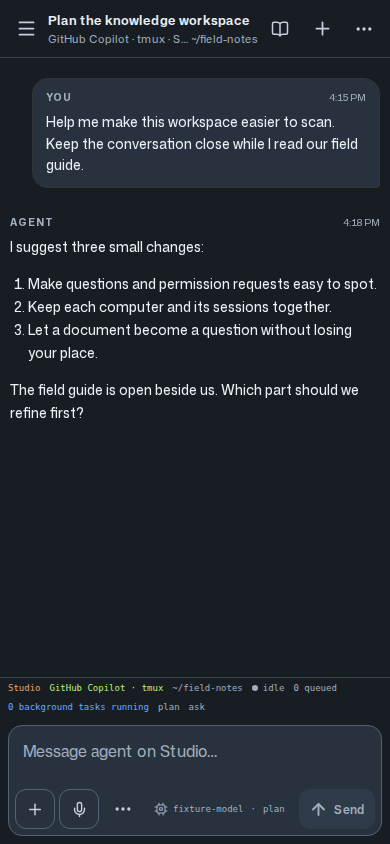 Plan the knowledge workspace
GitHub Copilot · tmux · S... ~/field-notes
YOU 4:15 PM
Help me make this workspace easier to scan.
Keep the conversation close while I read our field
guide.
AGENT 4:18 PM
I suggest three small changes:
1. Make questions and permission requests easy to spot.
2. Keep each computer and its sessions together.
3. Let a document become a question without losing
your place.
The field guide is open beside us. Which part should we
refine first?
Studio GitHub Copilot · tmux ~/field-notes idle 0 queued
0 background tasks running plan ask
Message agent on Studio...
fixture-model · plan Send